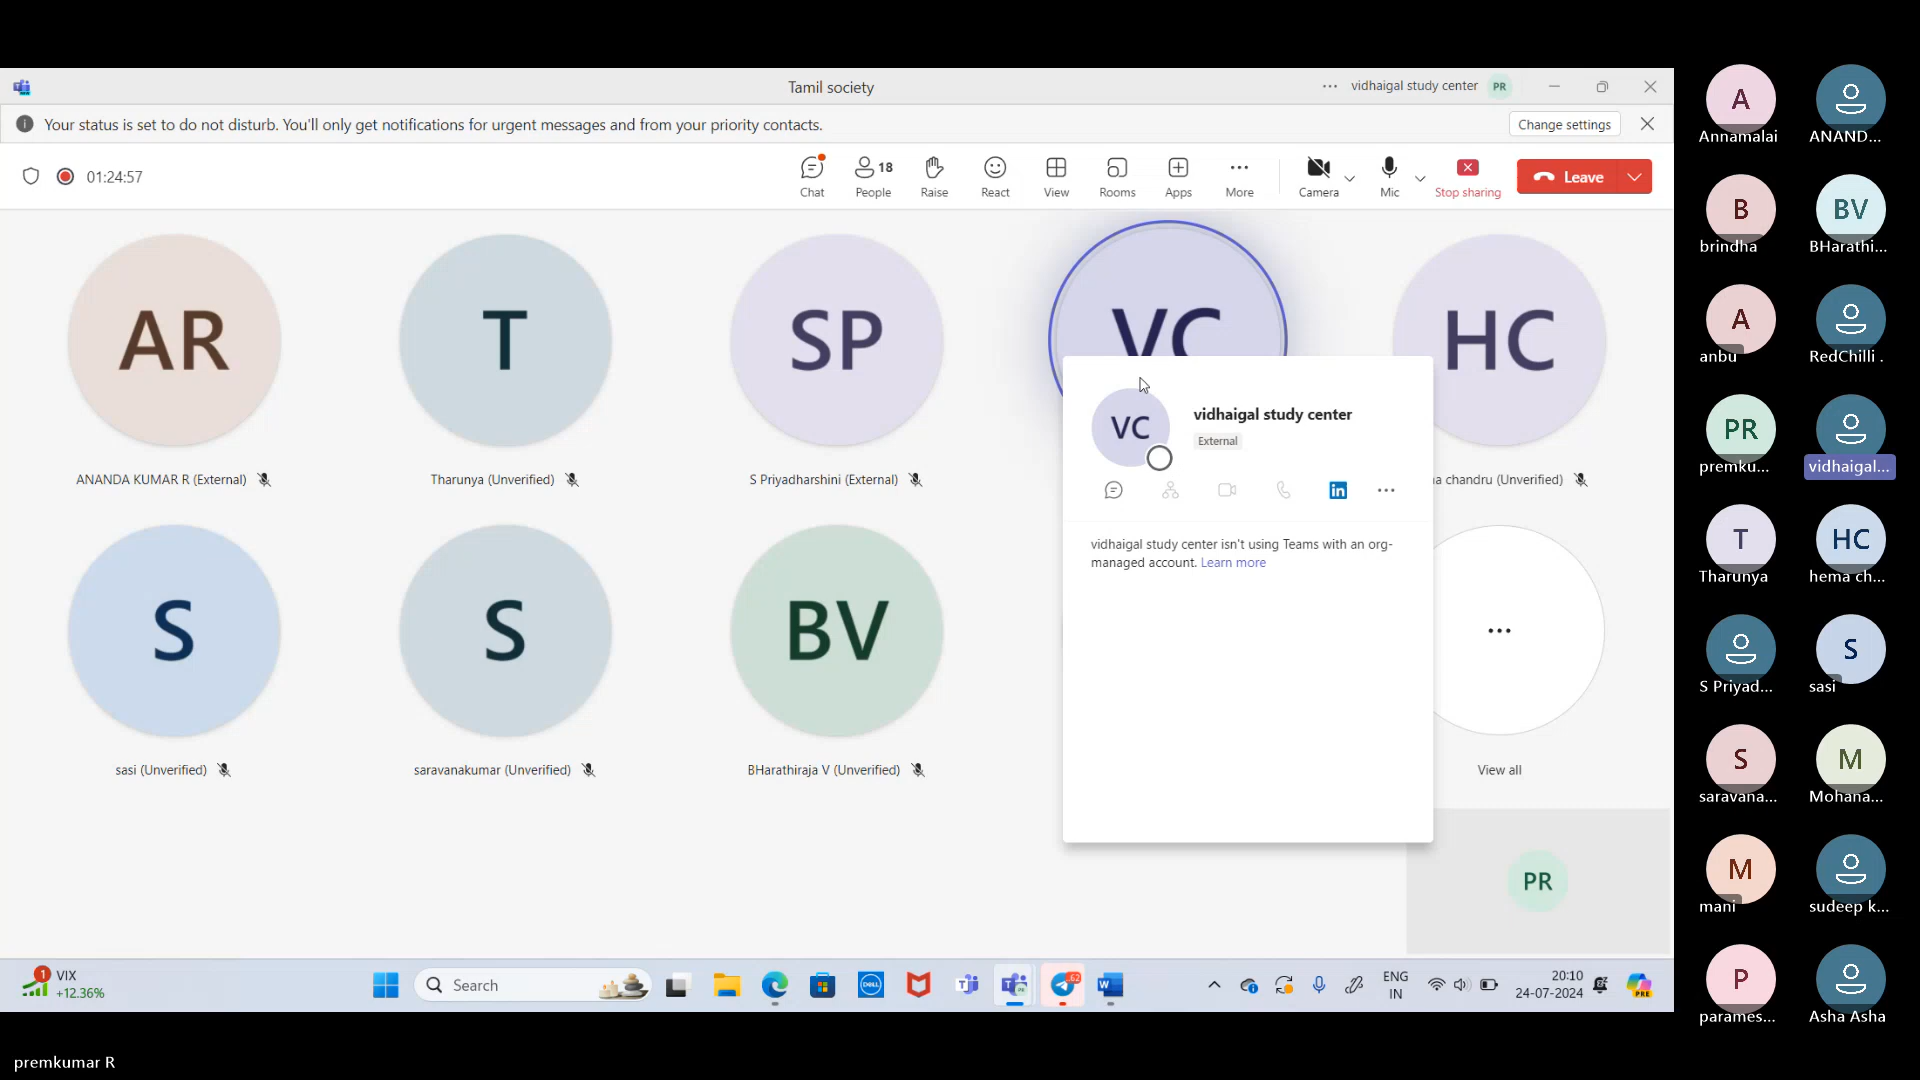 Tamil society
vidhaigal study center PR
Your status is set to do not disturb. You'll only get notifications for urgent messages and from your priority contacts.
Change settings
01:24:57
18
Chat People Raise React View Rooms Apps More Camera Mic Stop sharing
Leave
AR T SP VC HC
ANANDA KUMAR R (External)
Tharunya (Unverified)
S Priyadharshini (External)
a chandru (Unverified)
VC
vidhaigal study center
External
in
vidhaigal study center isn't using Teams with an org-
managed account. Learn more
S S BV
sasi (Unverified)
saravanakumar (Unverified)
BHarathiraja V (Unverified)
View all
PR
1
VIX
+12.36%
Search
DELL
62
W
ENG
IN
20:10
24-07-2024
PRE
premkumar R
A
Annamalai ANAND...
B BV
brindha BHarathi...
A
anbu RedChilli .
PR
premku... vidhaigal...
T HC
Tharunya hema ch...
S
S Priyad... sasi
S M
saravana... Mohana...
M
mani sudeep k...
P
parames... Asha Asha